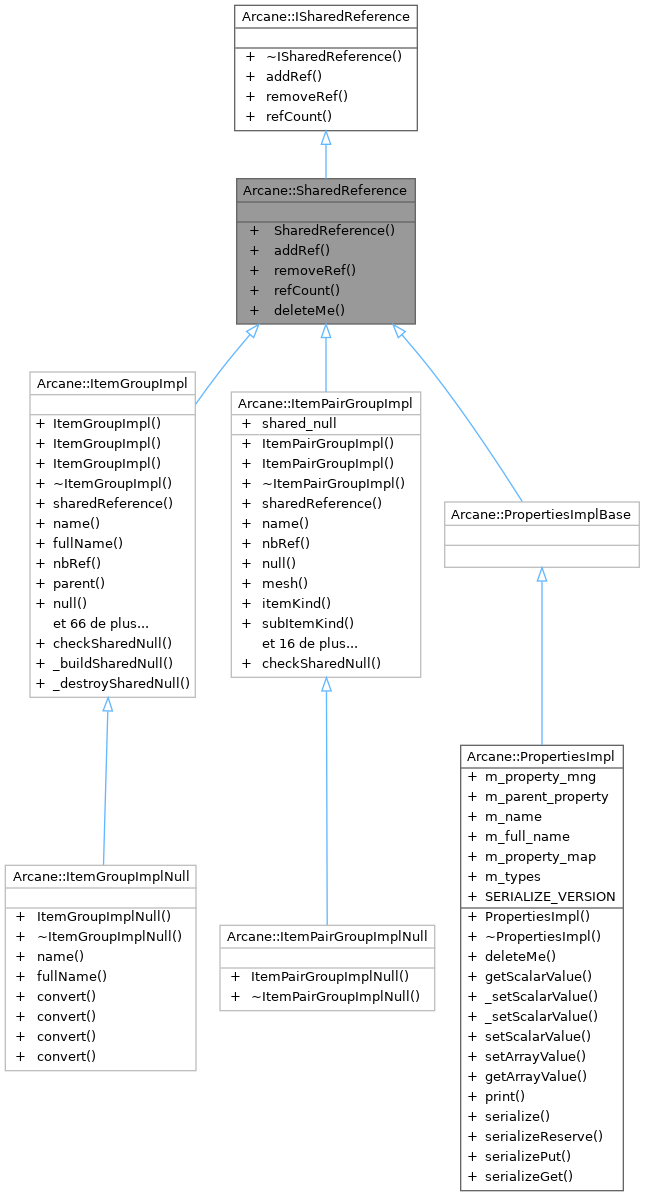 Arcane::ISharedReference
+ ~ISharedReference()
+ addRef()
+ removeRef()
+ refCount()
Arcane::SharedReference
+ SharedReference()
+ addRef()
+ removeRef()
+ refCount()
+ deleteMe()
Arcane::ItemGroupImpl
+ ItemGroupImpl()
+ ItemGroupImpl()
+ ItemGroupImpl()
+ ~ItemGroupImpl()
+ sharedReference()
+ name()
+ fullName()
+ nbRef()
+ parent()
+ null()
et 66 de plus...
+ checkSharedNull()
+ _buildSharedNull()
+ _destroySharedNull()
Arcane::ItemPairGroupImpl
+ shared_null
+ ItemPairGroupImpl()
+ ItemPairGroupImpl()
+ ~ItemPairGroupImpl()
+ sharedReference()
+ name()
+ nbRef()
+ null()
+ mesh()
+ itemKind()
+ subItemKind()
et 16 de plus...
+ checkSharedNull()
Arcane::PropertiesImplBase
Arcane::ItemGroupImplNull
+ ItemGroupImplNull()
+ ~ItemGroupImplNull()
+ name()
+ fullName()
+ convert()
+ convert()
+ convert()
+ convert()
Arcane::ItemPairGroupImplNull
+ ItemPairGroupImplNull()
+ ~ItemPairGroupImplNull()
Arcane::PropertiesImpl
+ m_property_mng
+ m_parent_property
+ m_name
+ m_full_name
+ m_property_map
+ m_types
+ SERIALIZE_VERSION
+ PropertiesImpl()
+ ~PropertiesImpl()
+ deleteMe()
+ getScalarValue()
+ _setScalarValue()
+ _setScalarValue()
+ setScalarValue()
+ setArrayValue()
+ getArrayValue()
+ print()
+ serialize()
+ serializeReserve()
+ serializePut()
+ serializeGet()